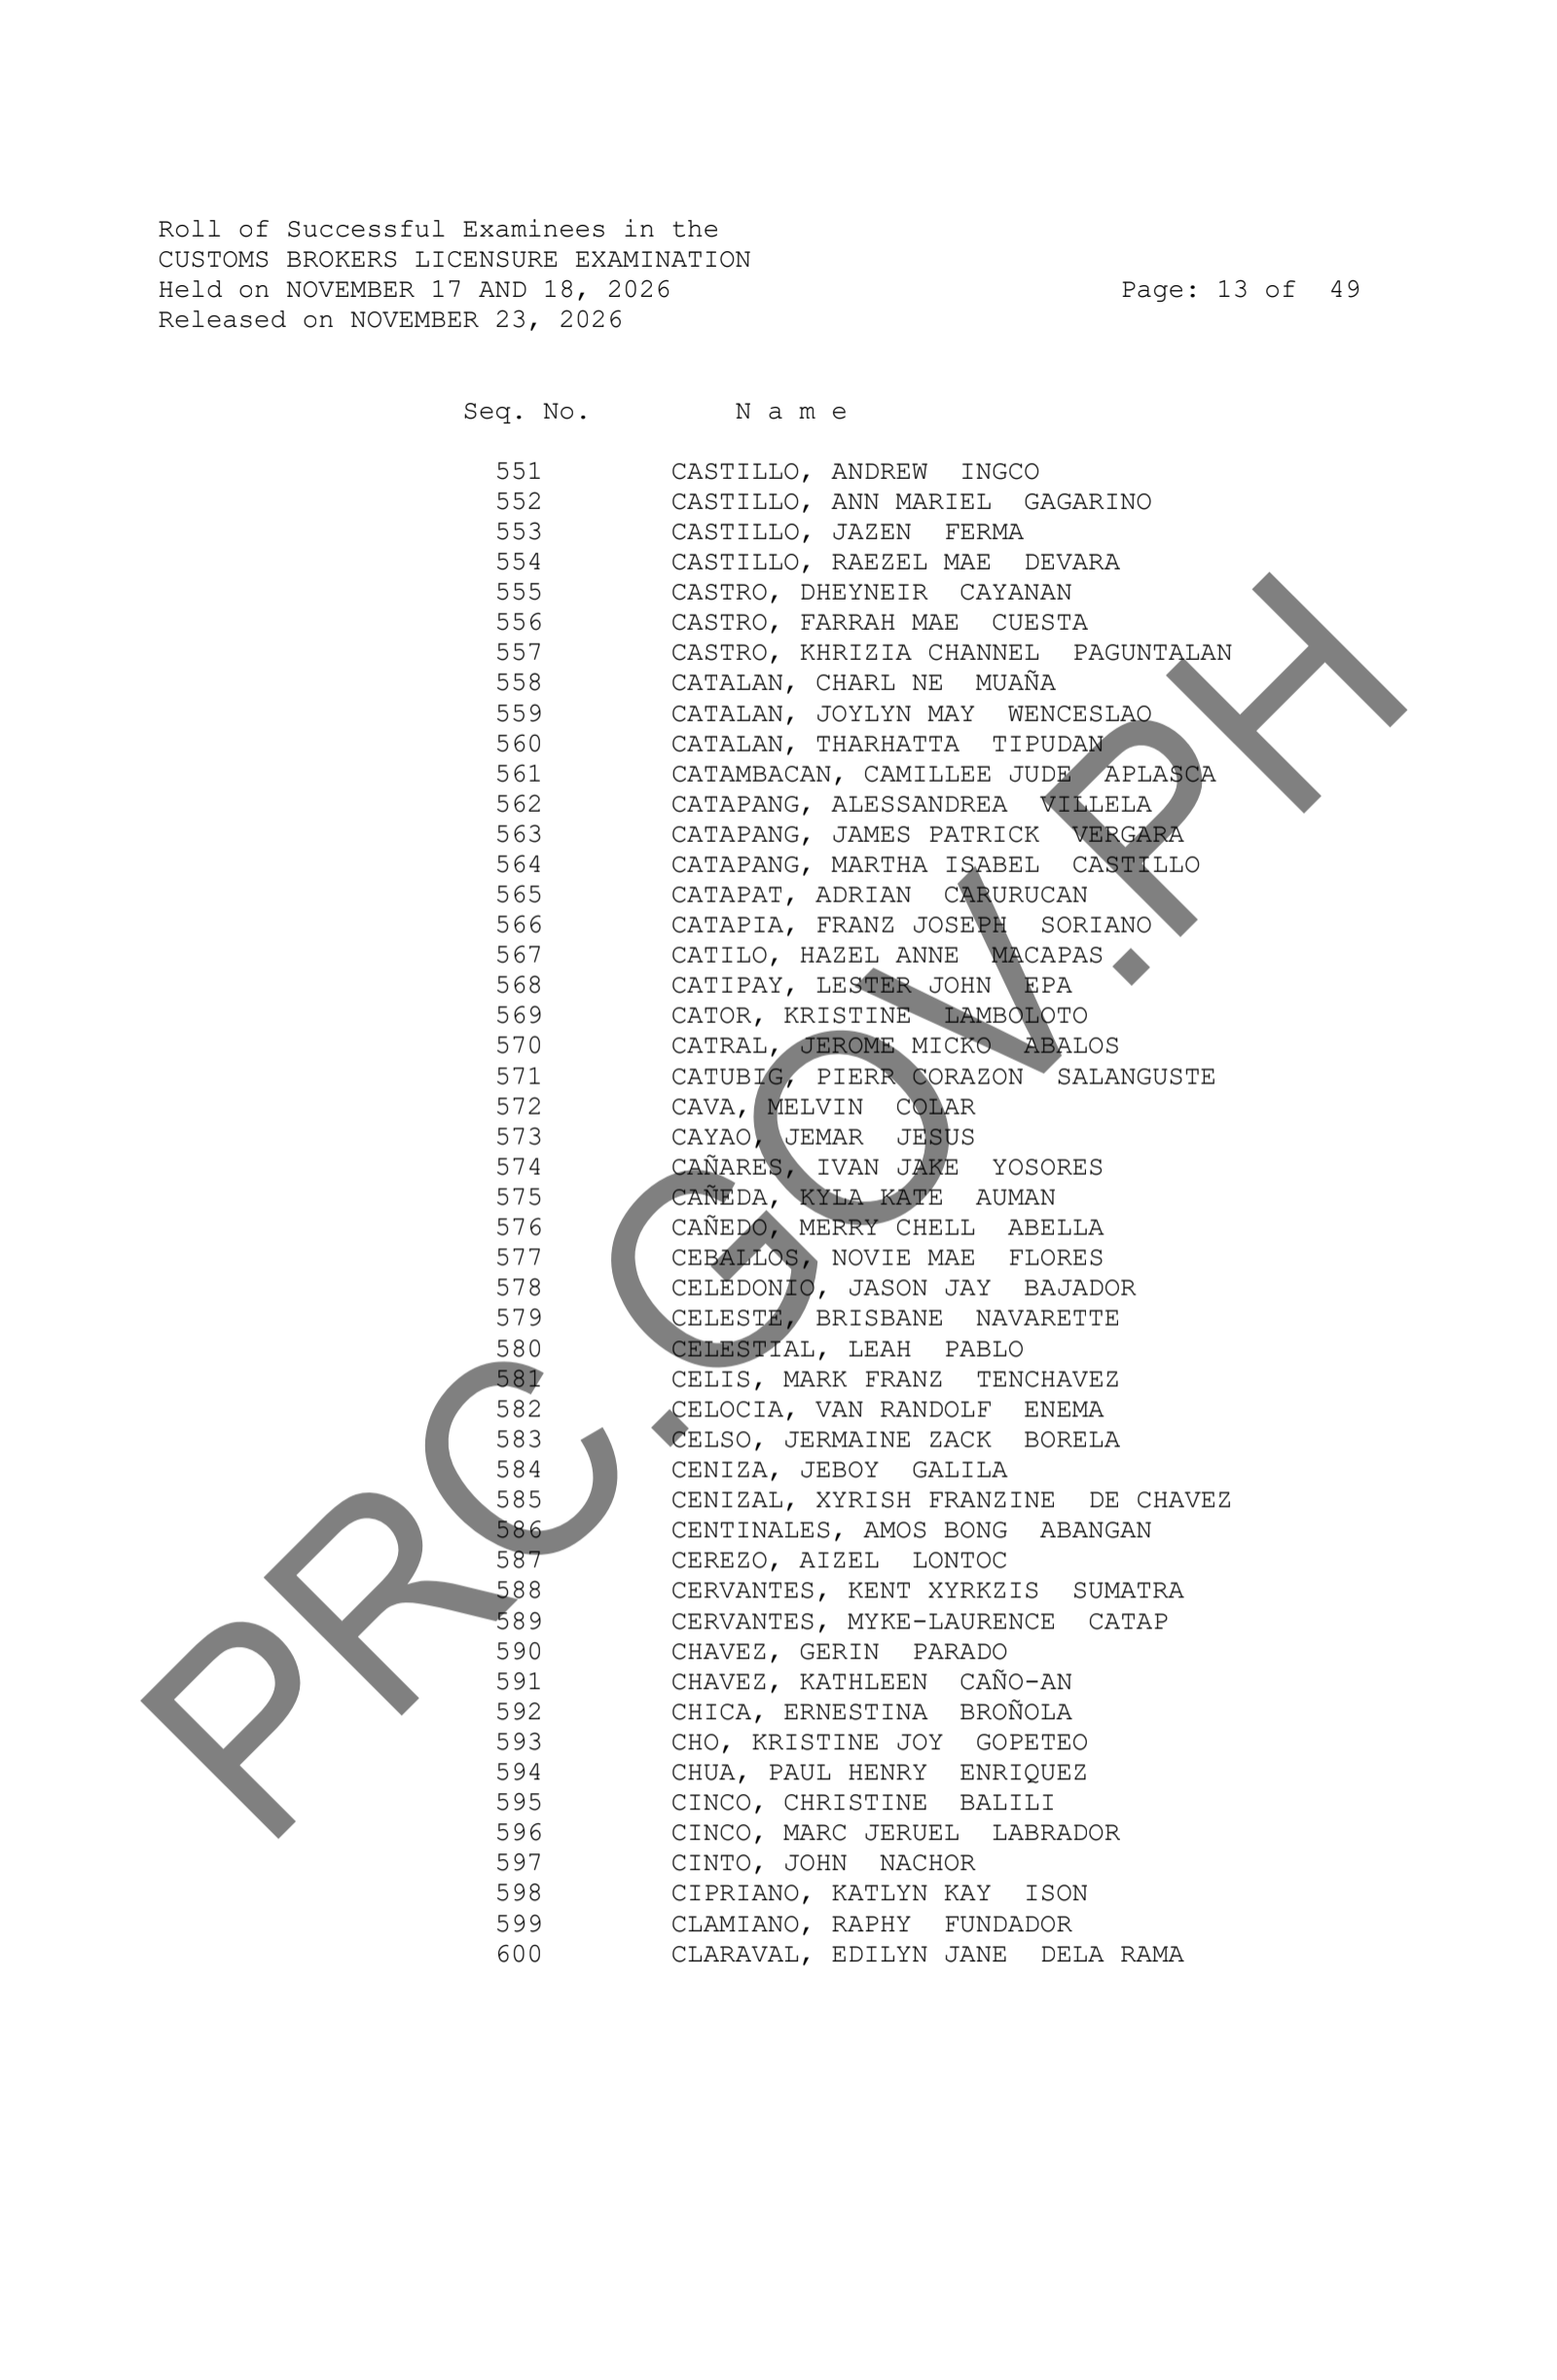 Roll of Successful Examinees in the
CUSTOMS BROKERS LICENSURE EXAMINATION
Held on NOVEMBER 17 AND 18, 2026 Page: 13 of 49
Released on NOVEMBER 23, 2026
Seq. No. N a m e
551 CASTILLO, ANDREW INGCO
552 CASTILLO, ANN MARIEL GAGARINO
553 CASTILLO, JAZEN FERMA
554 CASTILLO, RAEZEL MAE DEVARA
555 CASTRO, DHEYNEIR CAYANAN
556 CASTRO, FARRAH MAE CUESTA
557 CASTRO, KHRIZIA CHANNEL PAGUNTALAN
558 CATALAN, CHARL NE MUAÑA
559 CATALAN, JOYLYN MAY WENCESLAO
560 CATALAN, THARHATTA TIPUDAN
561 CATAMBACAN, CAMILLEE JUDE APLASCA
562 CATAPANG, ALESSANDREA VILLELA
563 CATAPANG, JAMES PATRICK VERGARA
564 CATAPANG, MARTHA ISABEL CASTILLO
565 CATAPAT, ADRIAN CARURUCAN
566 CATAPIA, FRANZ JOSEPH SORIANO
567 CATILO, HAZEL ANNE MACAPAS
568 CATIPAY, LESTER JOHN EPA
569 CATOR, KRISTINE LAMBOLOTO
570 CATRAL, JEROME MICKO ABALOS
571 CATUBIG, PIERR CORAZON SALANGUSTE
572 CAVA, MELVIN COLAR
573 CAYAO, JEMAR JESUS
574 CAÑARES, IVAN JAKE YOSORES
575 CAÑEDA, KYLA KATE AUMAN
576 CAÑEDO, MERRY CHELL ABELLA
577 CEBALLOS, NOVIE MAE FLORES
578 CELEDONIO, JASON JAY BAJADOR
579 CELESTE, BRISBANE NAVARETTE
580 CELESTIAL, LEAH PABLO
581 CELIS, MARK FRANZ TENCHAVEZ
582 CELOCIA, VAN RANDOLF ENEMA
583 CELSO, JERMAINE ZACK BORELA
584 CENIZA, JEBOY GALILA
585 CENIZAL, XYRISH FRANZINE DE CHAVEZ
586 CENTINALES, AMOS BONG ABANGAN
587 CEREZO, AIZEL LONTOC
588 CERVANTES, KENT XYRKZIS SUMATRA
589 CERVANTES, MYKE-LAURENCE CATAP
590 CHAVEZ, GERIN PARADO
591 CHAVEZ, KATHLEEN CAÑO-AN
592 CHICA, ERNESTINA BROÑOLA
593 CHO, KRISTINE JOY GOPETEO
594 CHUA, PAUL HENRY ENRIQUEZ
595 CINCO, CHRISTINE BALILI
596 CINCO, MARC JERUEL LABRADOR
597 CINTO, JOHN NACHOR
598 CIPRIANO, KATLYN KAY ISON
599 CLAMIANO, RAPHY FUNDADOR
600 CLARAVAL, EDILYN JANE DELA RAMA
PRC.GOV.PH